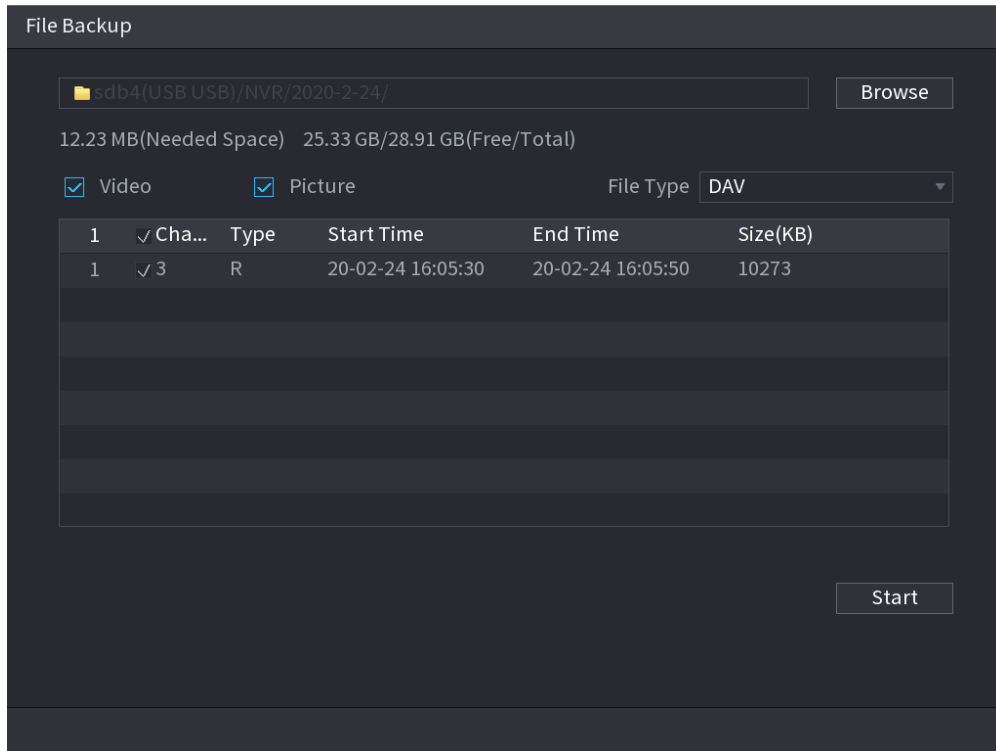 File Backup
sdb4(USB USB)/NVR/2020-2-24/ Browse
12.23 MB(Needed Space) 25.33 GB/28.91 GB(Free/Total)
Video Picture File Type DAV
1 Cha... Type Start Time End Time Size(KB)
1 3 R 20-02-24 16:05:30 20-02-24 16:05:50 10273
Start